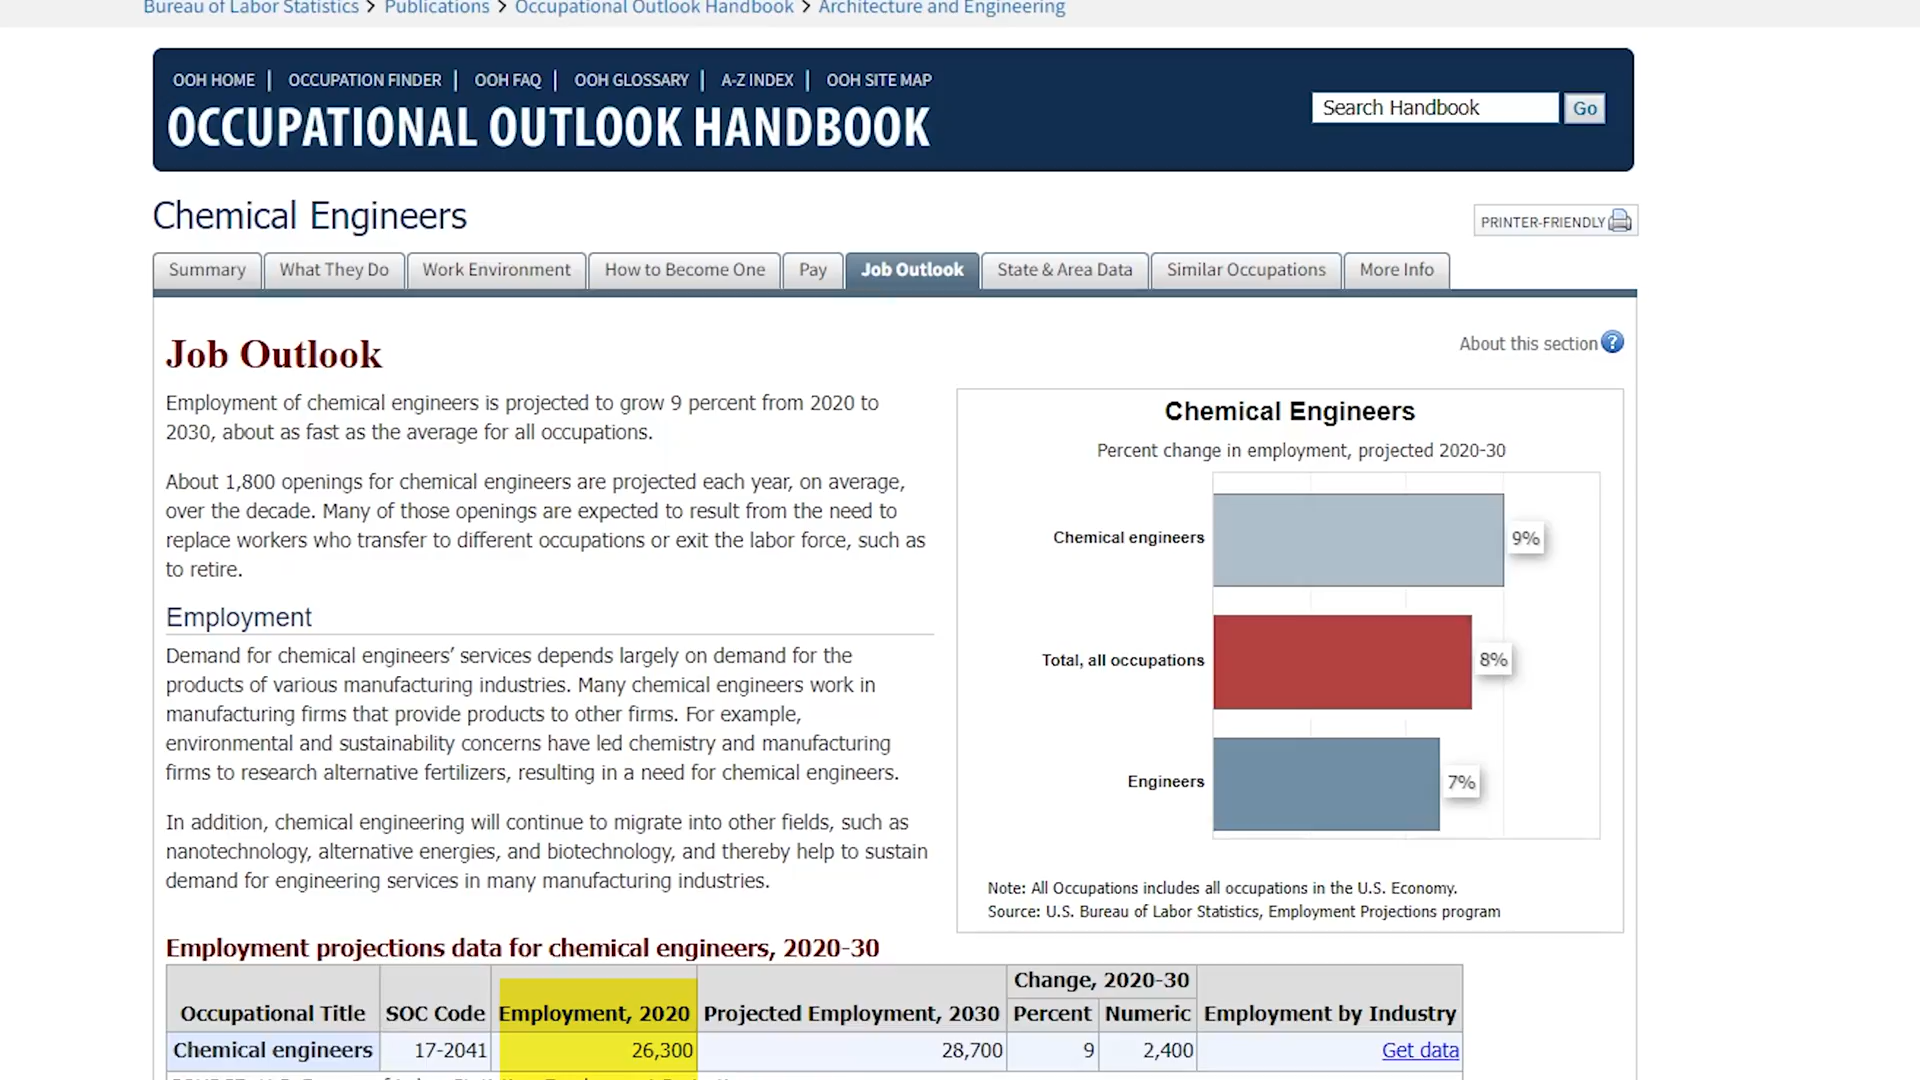 Bureau of Labor Statistics > Publications > Occupational Outlook Handbook > Architecture and Engineering
OOH HOME | OCCUPATION FINDER | OOH FAQ | OOH GLOSSARY | A-Z INDEX | OOH SITE MAP
OCCUPATIONAL OUTLOOK HANDBOOK
Search Handbook
Go
Chemical Engineers
PRINTER-FRIENDLY
Summary
What They Do
Work Environment
How to Become One
Pay
Job Outlook
State & Area Data
Similar Occupations
More Info
Job Outlook
About this section ?
Employment of chemical engineers is projected to grow 9 percent from 2020 to
2030, about as fast as the average for all occupations.
About 1,800 openings for chemical engineers are projected each year, on average,
over the decade. Many of those openings are expected to result from the need to
replace workers who transfer to different occupations or exit the labor force, such as
to retire.
Employment
Demand for chemical engineers’ services depends largely on demand for the
products of various manufacturing industries. Many chemical engineers work in
manufacturing firms that provide products to other firms. For example,
environmental and sustainability concerns have led chemistry and manufacturing
firms to research alternative fertilizers, resulting in a need for chemical engineers.
In addition, chemical engineering will continue to migrate into other fields, such as
nanotechnology, alternative energies, and biotechnology, and thereby help to sustain
demand for engineering services in many manufacturing industries.
Chemical Engineers
Percent change in employment, projected 2020-30
Chemical engineers
9%
Total, all occupations
8%
Engineers
7%
Note: All Occupations includes all occupations in the U.S. Economy.
Source: U.S. Bureau of Labor Statistics, Employment Projections program
Employment projections data for chemical engineers, 2020-30
Change, 2020-30
Occupational Title SOC Code Employment, 2020 Projected Employment, 2030 Percent Numeric Employment by Industry
Chemical engineers 17-2041 26,300 28,700 9 2,400 Get data